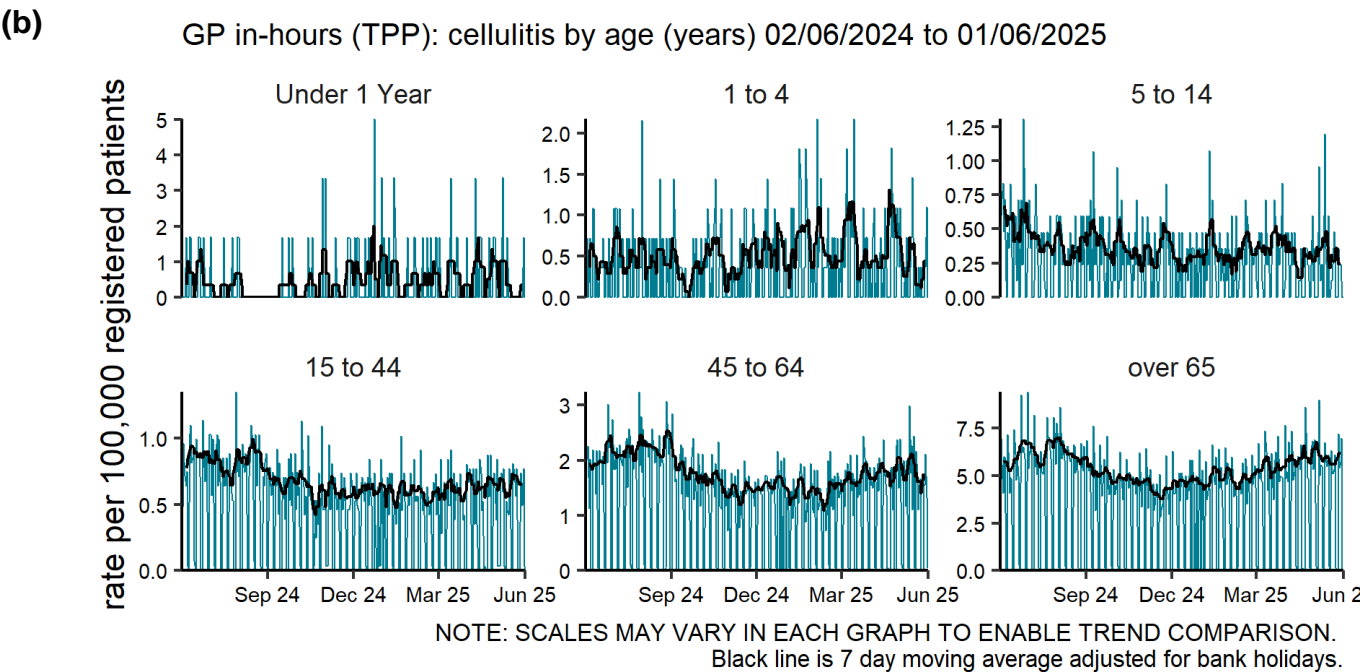 (b)
GP in-hours (TPP): cellulitis by age (years) 02/06/2024 to 01/06/2025
rate per 100,000 registered patients
Under 1 Year
5
4
3
2
1
0
1 to 4
2.0
1.5
1.0
0.5
0.0
5 to 14
1.25
1.00
0.75
0.50
0.25
0.00
15 to 44
1.0
0.5
0.0
Sep 24 Dec 24 Mar 25 Jun 25
45 to 64
3
2
1
0
Sep 24 Dec 24 Mar 25 Jun 25
over 65
7.5
5.0
2.5
0.0
Sep 24 Dec 24 Mar 25 Jun 2
NOTE: SCALES MAY VARY IN EACH GRAPH TO ENABLE TREND COMPARISON.
Black line is 7 day moving average adjusted for bank holidays.